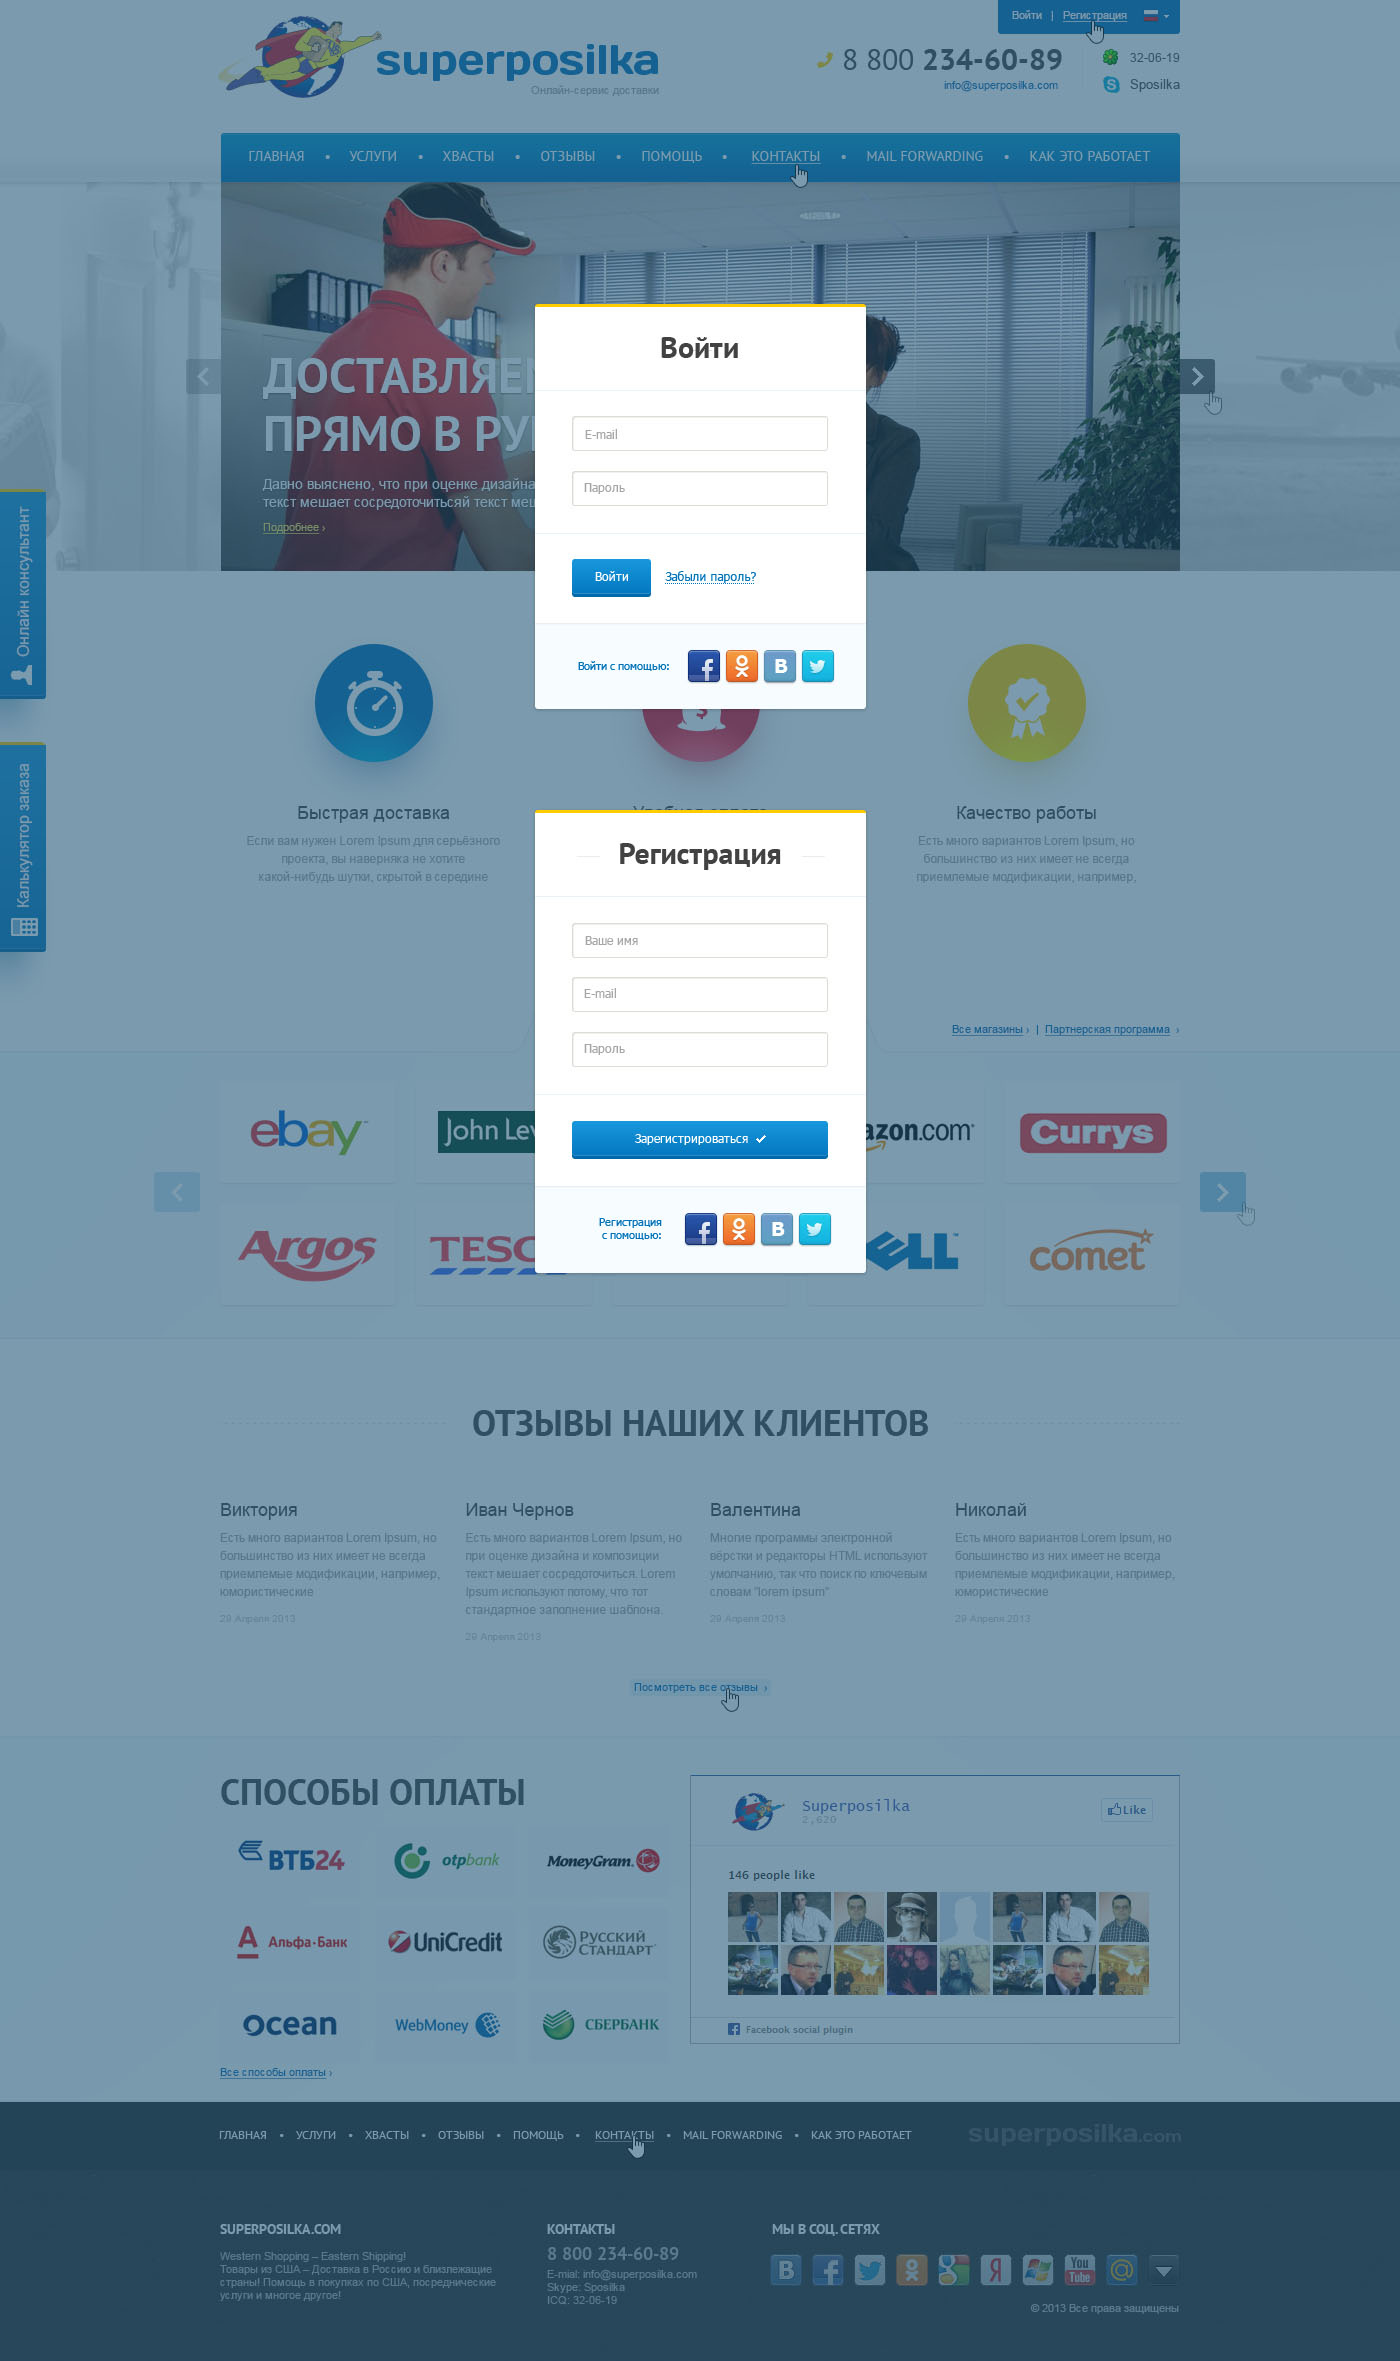 Войти | Регистрация
superposilka
Онлайн-сервис доставки
8 800 234-60-89
info@superposilka.com
32-06-19
Sposilka
ГЛАВНАЯ • УСЛУГИ • ХВАСТЫ • ОТЗЫВЫ • ПОМОЩЬ • КОНТАКТЫ • MAIL FORWARDING • КАК ЭТО РАБОТАЕТ
ДОСТАВЛЯЕМ
ПРЯМО В РУ
Давно выяснено, что при оценке дизайна
текст мешает сосредоточитьсяй текст меш
Подробнее ›
Онлайн консультант
Калькулятор заказа
Войти
E-mail
Пароль
Войти
Забыли пароль?
Войти с помощью:
Быстрая доставка
Если вам нужен Lorem Ipsum для серьёзного
проекта, вы наверняка не хотите
какой-нибудь шутки, скрытой в середине
Качество работы
Есть много вариантов Lorem Ipsum, но
большинство из них имеет не всегда
приемлемые модификации, например,
Регистрация
Ваше имя
E-mail
Пароль
Зарегистрироваться
Регистрация
с помощью:
Все магазины › | Партнерская программа ›
ebay
John Lew
azon.com
Currys
Argos
TESC
ELL
comet
ОТЗЫВЫ НАШИХ КЛИЕНТОВ
Виктория
Есть много вариантов Lorem Ipsum, но
большинство из них имеет не всегда
приемлемые модификации, например,
юмористические
29 Апреля 2013
Иван Чернов
Есть много вариантов Lorem Ipsum, но
при оценке дизайна и композиции
текст мешает сосредоточиться. Lorem
Ipsum используют потому, что тот
стандартное заполнение шаблона.
29 Апреля 2013
Валентина
Многие программы электронной
вёрстки и редакторы HTML используют
умолчанию, так что поиск по ключевым
словам "lorem ipsum"
29 Апреля 2013
Николай
Есть много вариантов Lorem Ipsum, но
большинство из них имеет не всегда
приемлемые модификации, например,
юмористические
29 Апреля 2013
Посмотреть все отзывы ›
СПОСОБЫ ОПЛАТЫ
ВТБ24
otpbank
MoneyGram.
Альфа·Банк
UniCredit
РУССКИЙ
СТАНДАРТ
ocean
WebMoney
СБЕРБАНК
Все способы оплаты ›
Superposilka
2,620
Like
146 people like
Facebook social plugin
ГЛАВНАЯ • УСЛУГИ • ХВАСТЫ • ОТЗЫВЫ • ПОМОЩЬ • КОНТАКТЫ • MAIL FORWARDING • КАК ЭТО РАБОТАЕТ
superposilka.com
SUPERPOSILKA.COM
Western Shopping – Eastern Shipping!
Товары из США – Доставка в Россию и близлежащие
страны! Помощь в покупках по США, посреднические
услуги и многое другое!
КОНТАКТЫ
8 800 234-60-89
E-mial: info@superposilka.com
Skype: Sposilka
ICQ: 32-06-19
МЫ В СОЦ. СЕТЯХ
You
Tube
© 2013 Все права защищены